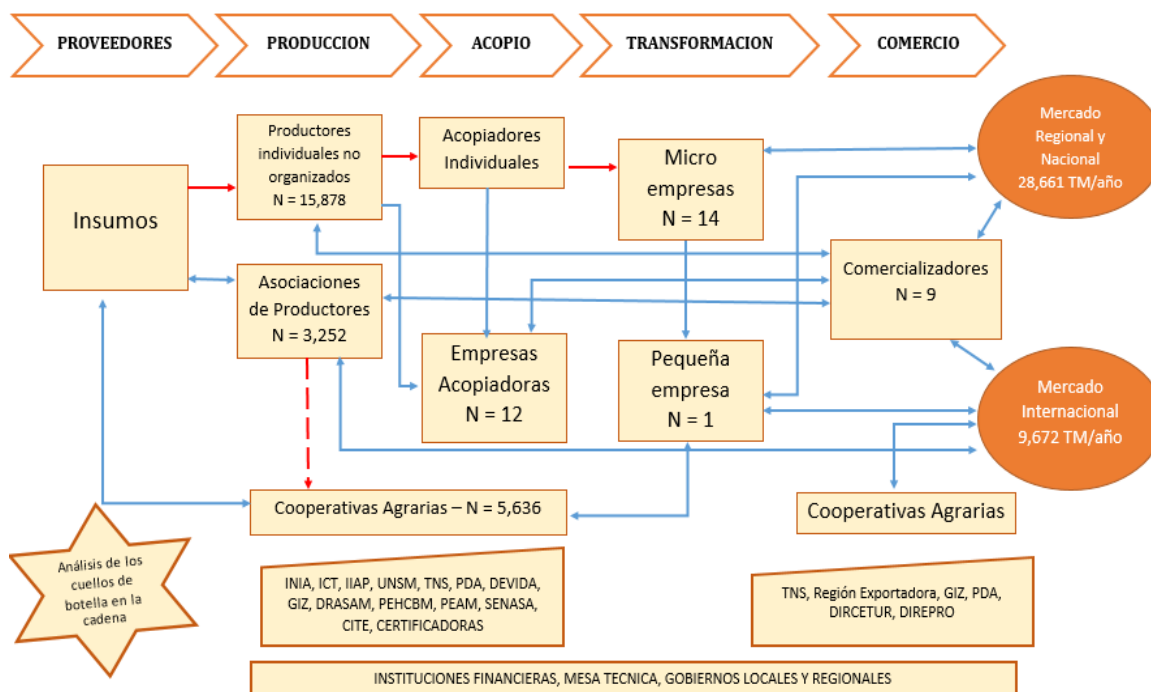 PROVEEDORES
PRODUCCION
ACOPIO
TRANSFORMACION
COMERCIO
Insumos
Productores
individuales no
organizados
N = 15,878
Acopiadores
Individuales
Micro
empresas
N = 14
Mercado
Regional y
Nacional
28,661 TM/año
Asociaciones
de Productores
N = 3,252
Empresas
Acopiadoras
N = 12
Pequeña
empresa
N = 1
Comercializadores
N = 9
Mercado
Internacional
9,672 TM/año
Cooperativas Agrarias – N = 5,636
Cooperativas Agrarias
Análisis de los
cuellos de
botella en la
cadena
INIA, ICT, IIAP, UNSM, TNS, PDA, DEVIDA,
GIZ, DRASAM, PEHCBM, PEAM, SENASA,
CITE, CERTIFICADORAS
TNS, Región Exportadora, GIZ, PDA,
DIRCETUR, DIREPRO
INSTITUCIONES FINANCIERAS, MESA TECNICA, GOBIERNOS LOCALES Y REGIONALES